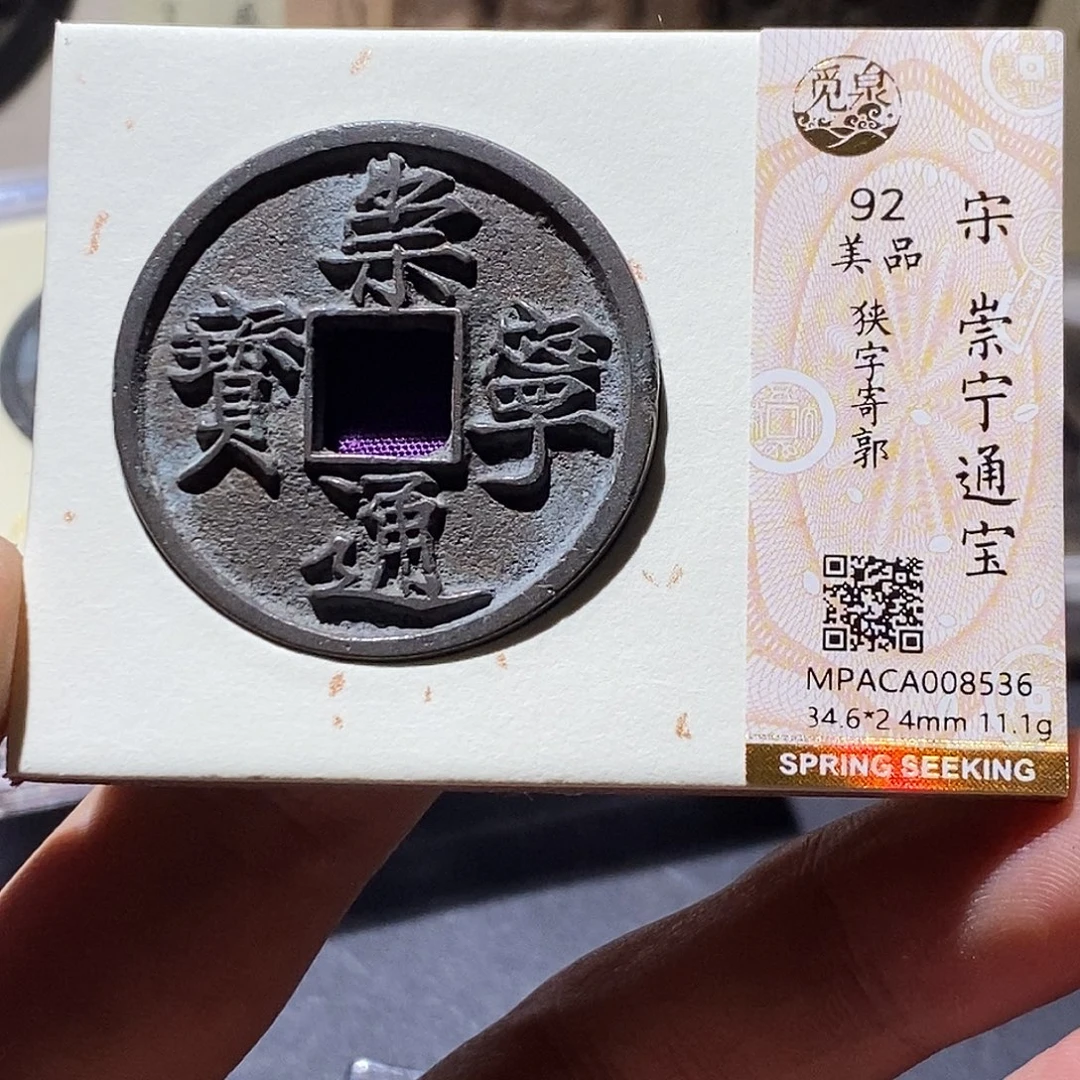 崇
寧
通
寳
觅泉
宋 崇宁通宝
92
美品
狭字寄郭
MPACA008536
34.6*2.4mm 11.1g
SPRING SEEKING